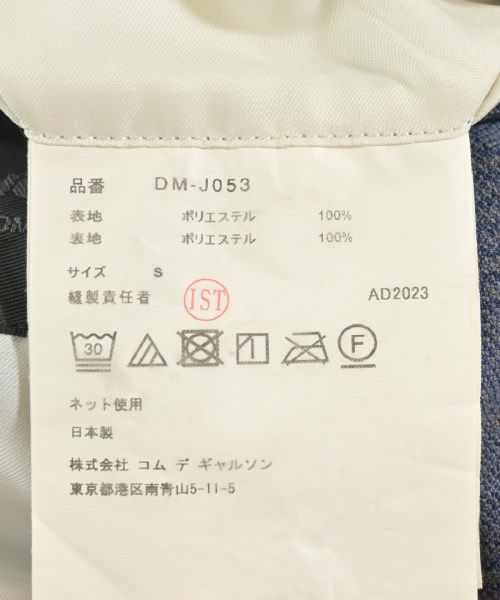 品番 DM-J053
表地 ポリエステル 100%
裏地 ポリエステル 100%
サイズ S
縫製責任者 IST AD2023
30 F
ネット使用
日本製
株式会社 コム デ ギャルソン
東京都港区南青山5-11-5